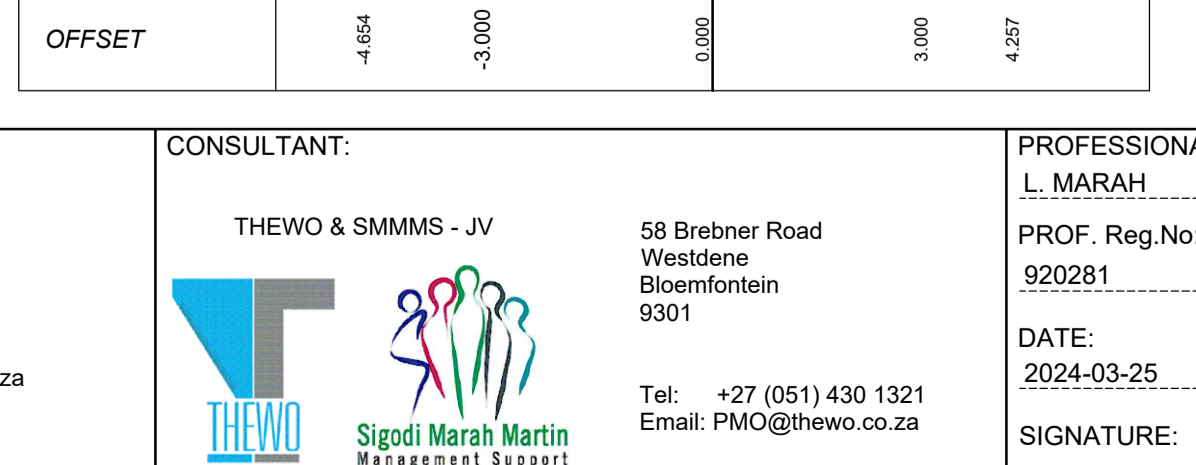 OFFSET -4.654 -3.000 0.000 3.000 4.257
CONSULTANT:
THEWO & SMMMS - JV
THEWO
Sigodi Marah Martin
Management Support
58 Brebner Road
Westdene
Bloemfontein
9301
Tel: +27 (051) 430 1321
Email: PMO@thewo.co.za
za
PROFESSIONA
L. MARAH
PROF. Reg.No:
920281
DATE:
2024-03-25
SIGNATURE: